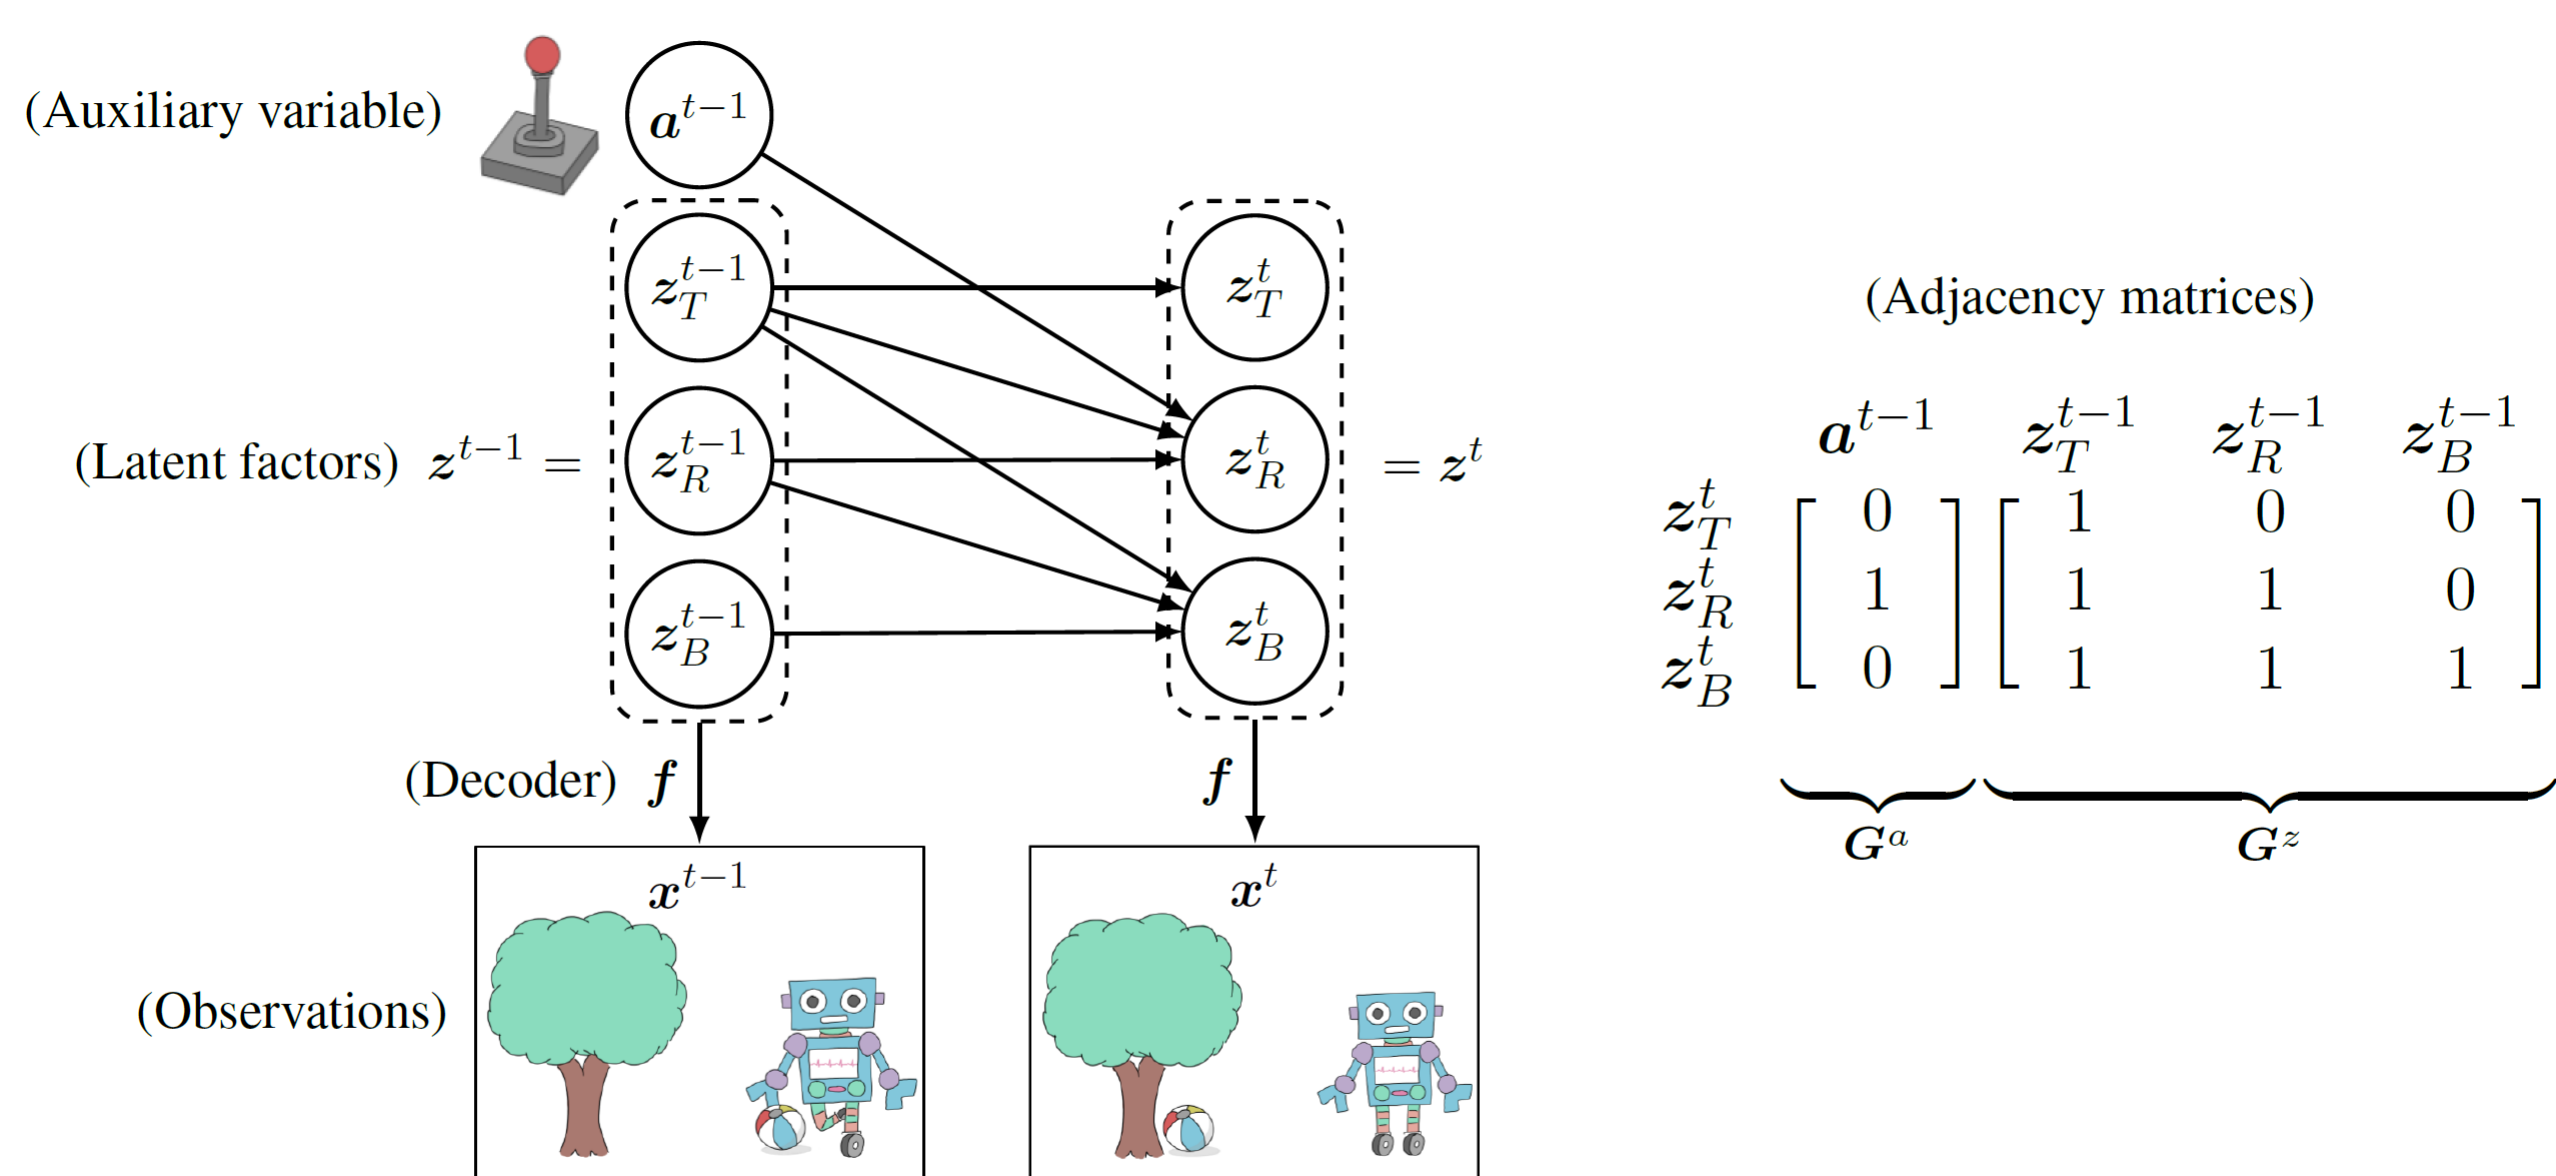 (Auxiliary variable) a^{t−1}
z_T^{t−1} z_T^t
(Latent factors) z^{t−1} = z_R^{t−1} z_R^t = z^t
z_B^{t−1} z_B^t
(Decoder) f f
(Observations) x^{t−1} x^t
(Adjacency matrices)
a^{t−1} z_T^{t−1} z_R^{t−1} z_B^{t−1}
z_T^t [0] [1 0 0]
z_R^t [1] [1 1 0]
z_B^t [0] [1 1 1]
G^a G^z